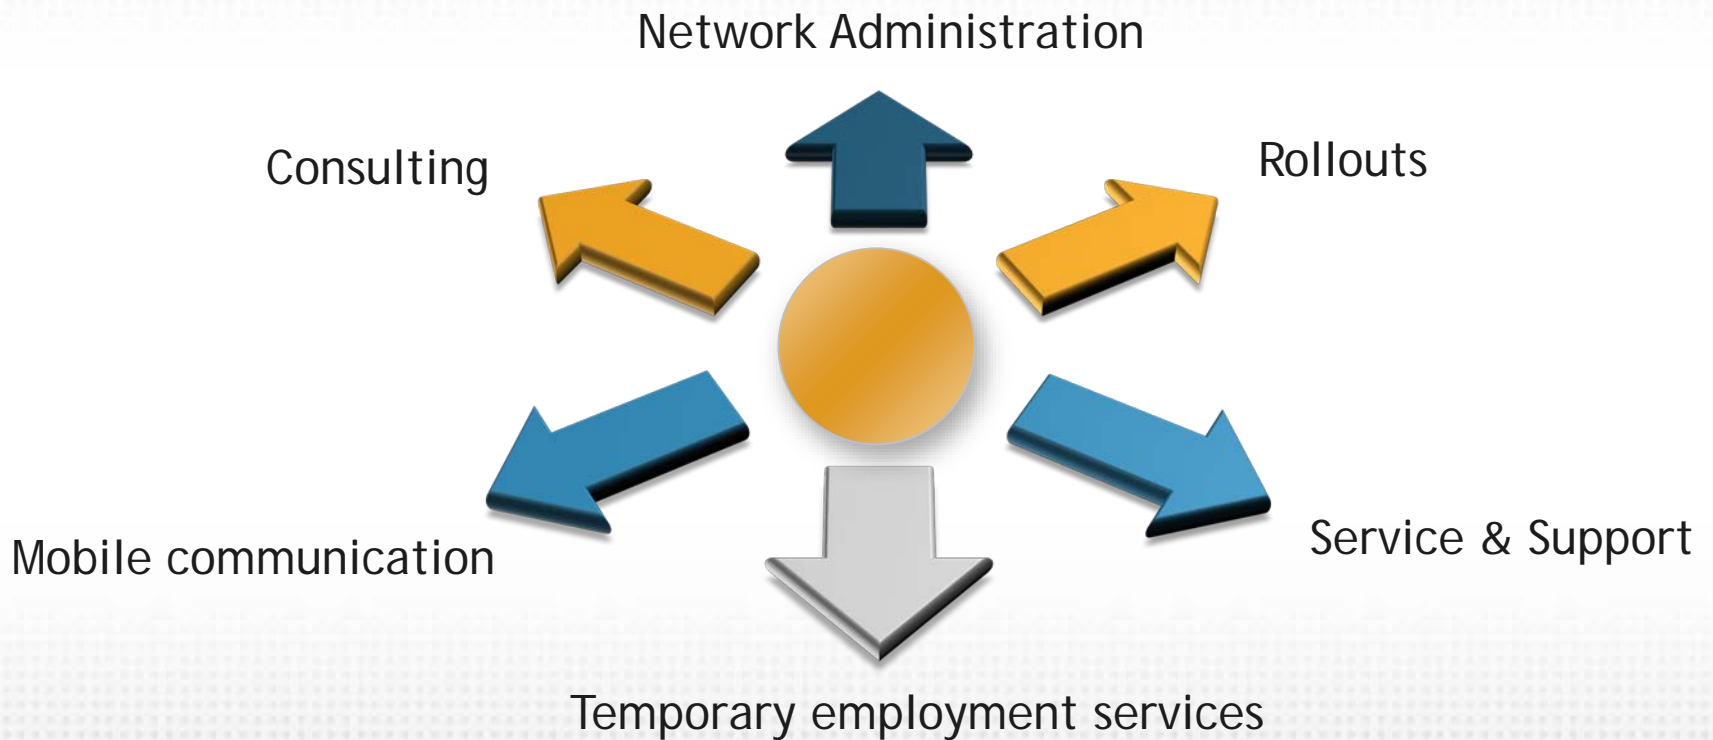 Network Administration
Consulting
Rollouts
Mobile communication
Service & Support
Temporary employment services